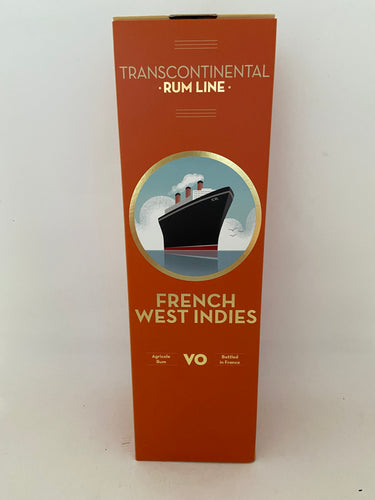 TRANSCONTINENTAL
·RUM LINE·
FRENCH
WEST INDIES
Agricole
Rum
VO
Bottled
in France